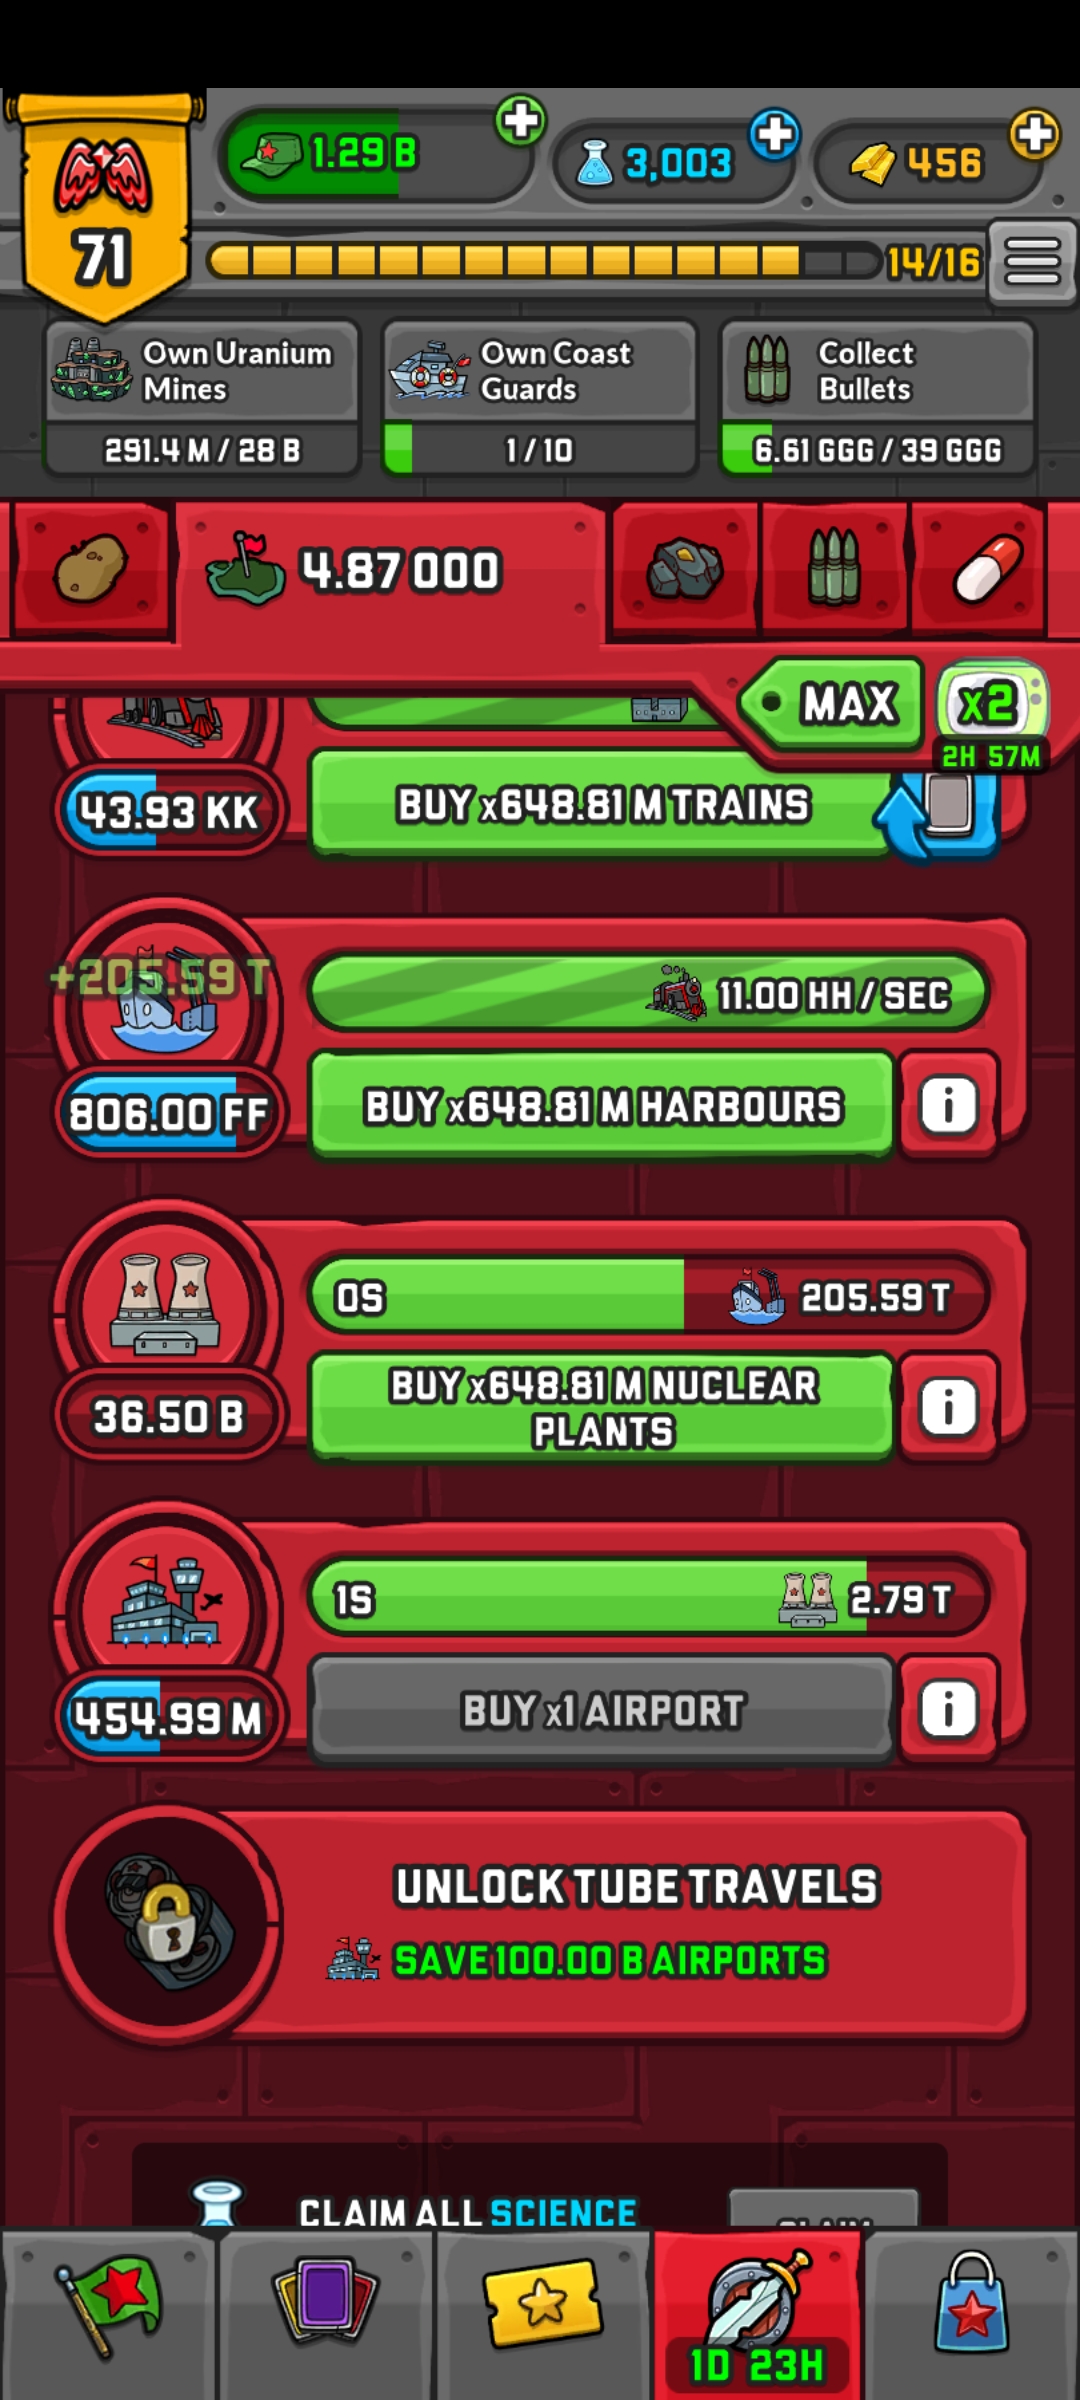 1.29 B
3,003
456
71
14/16
Own Uranium
Mines
291.4 M / 28 B
Own Coast
Guards
1 / 10
Collect
Bullets
6.61 GGG / 39 GGG
4.87 OOO
MAX
x2
2H 57M
43.93 KK
BUY x648.81 M TRAINS
+205.59 T
11.00 HH / SEC
806.00 FF
BUY x648.81 M HARBOURS
i
0S
205.59 T
36.50 B
BUY x648.81 M NUCLEAR
PLANTS
i
1S
2.79 T
454.99 M
BUY x1 AIRPORT
i
UNLOCK TUBE TRAVELS
SAVE 100.00 B AIRPORTS
CLAIM ALL SCIENCE
CLAIM
1D 23H